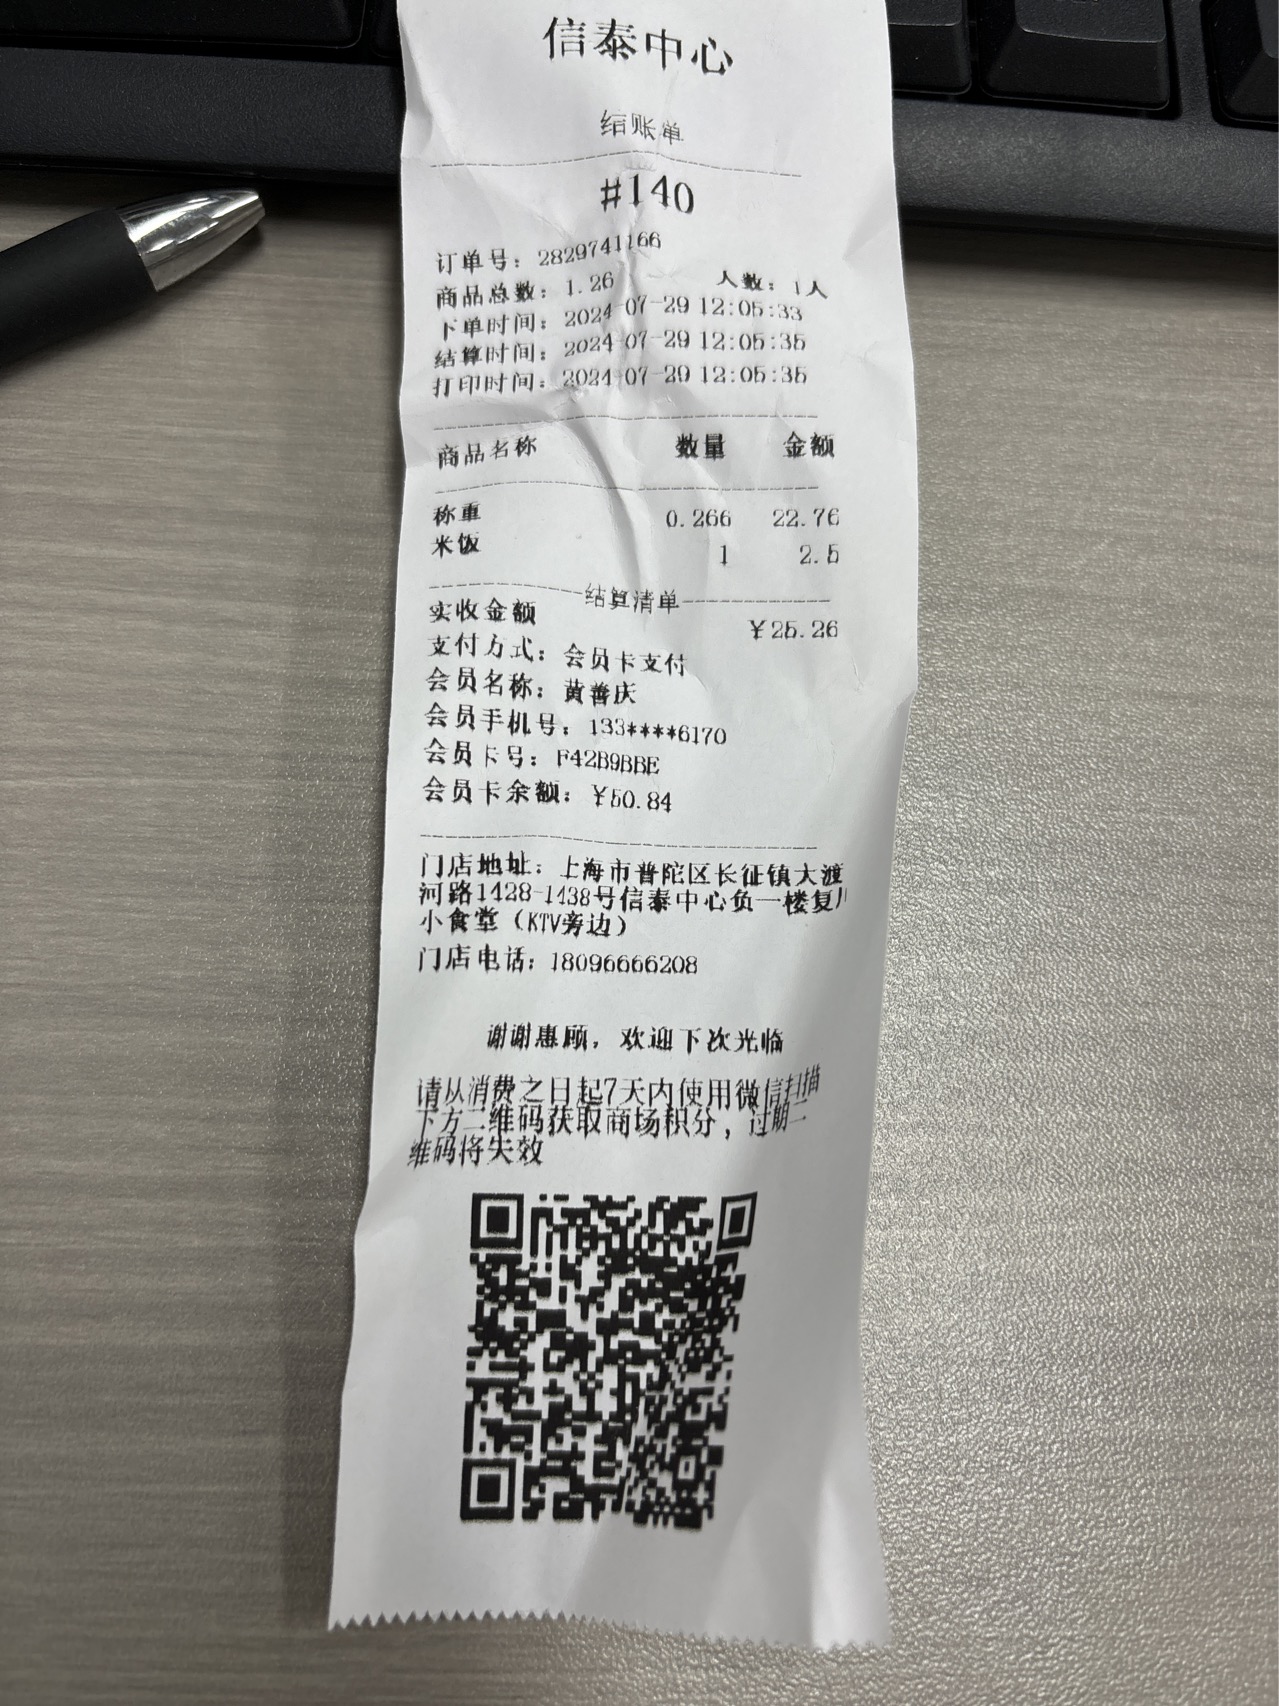 信泰中心
结账单
#140
订单号：2829741166
商品总数：1.26 人数：1人
下单时间：2024-07-29 12:05:33
结算时间：2024-07-29 12:05:35
打印时间：2024-07-29 12:05:35
商品名称 数量 金额
称重 0.266 22.76
米饭 1 2.5
结算清单
实收金额 ¥25.26
支付方式：会员卡支付
会员名称：黄善庆
会员手机号：133****6170
会员卡号：F42B9BBE
会员卡余额：¥50.84
门店地址：上海市普陀区长征镇大渡
河路1428-1438号信泰中心负一楼复川
小食堂（KTV旁边）
门店电话：18096666208
谢谢惠顾，欢迎下次光临
请从消费之日起7天内使用微信扫描
下方二维码获取商场积分，过期二
维码将失效